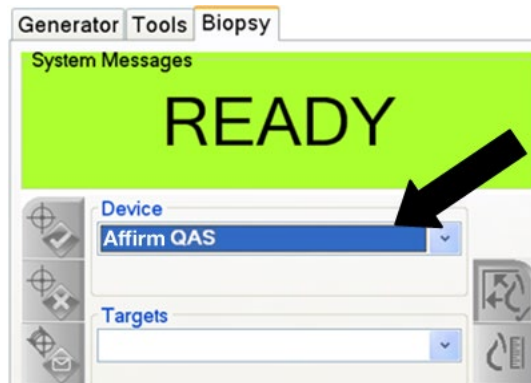 Generator Tools Biopsy
System Messages
READY
Device
Affirm QAS
Targets